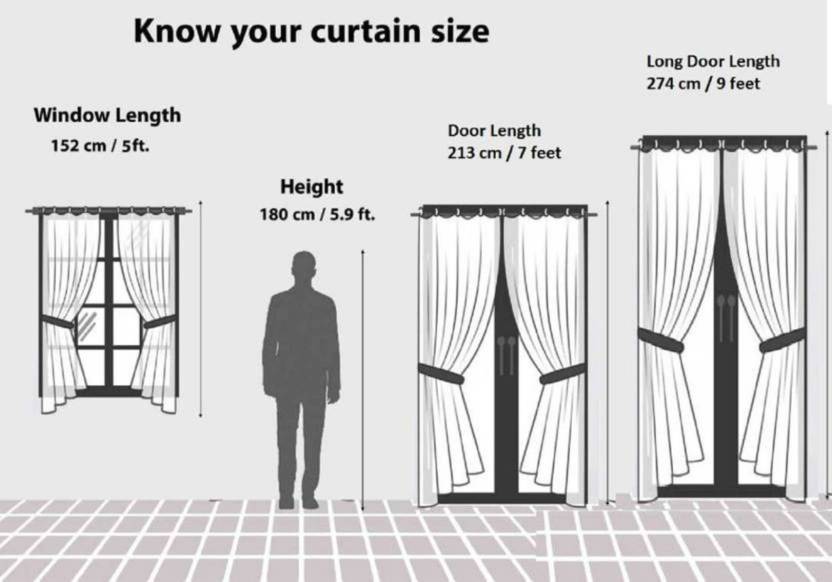 Know your curtain size
Window Length
152 cm / 5ft.
Height
180 cm / 5.9 ft.
Door Length
213 cm / 7 feet
Long Door Length
274 cm / 9 feet